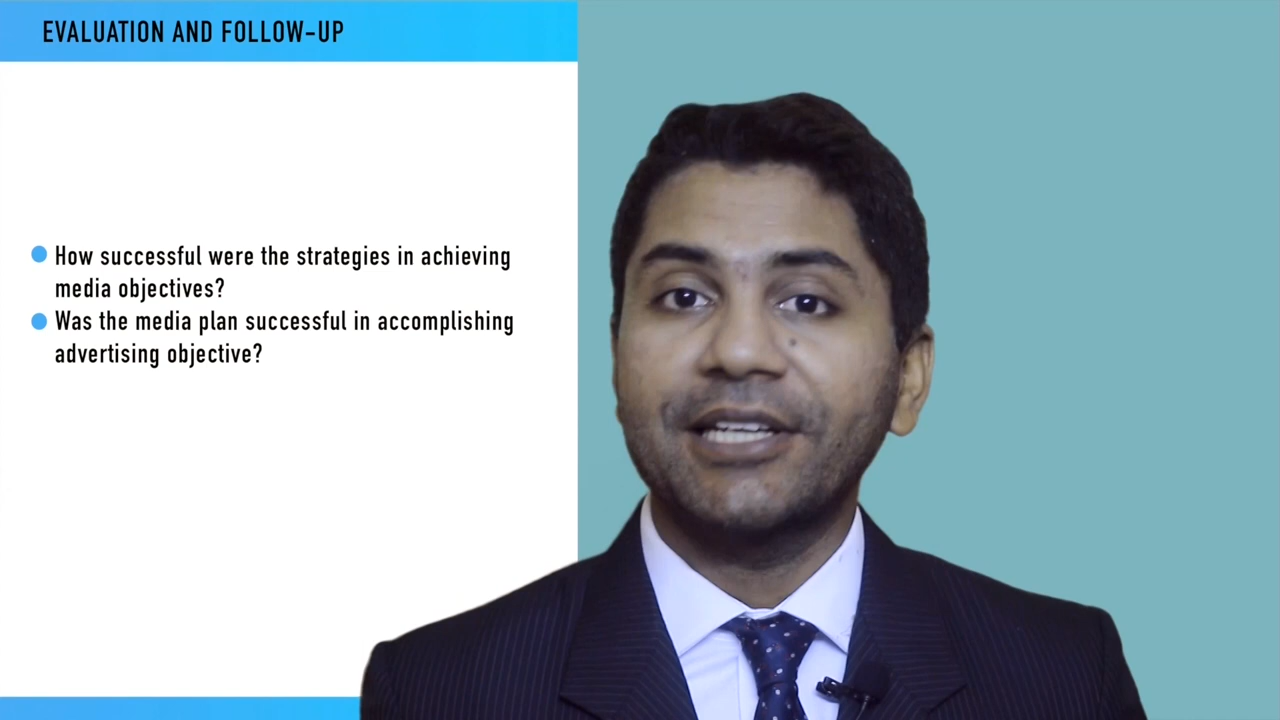 EVALUATION AND FOLLOW-UP
How successful were the strategies in achieving
media objectives?
Was the media plan successful in accomplishing
advertising objective?